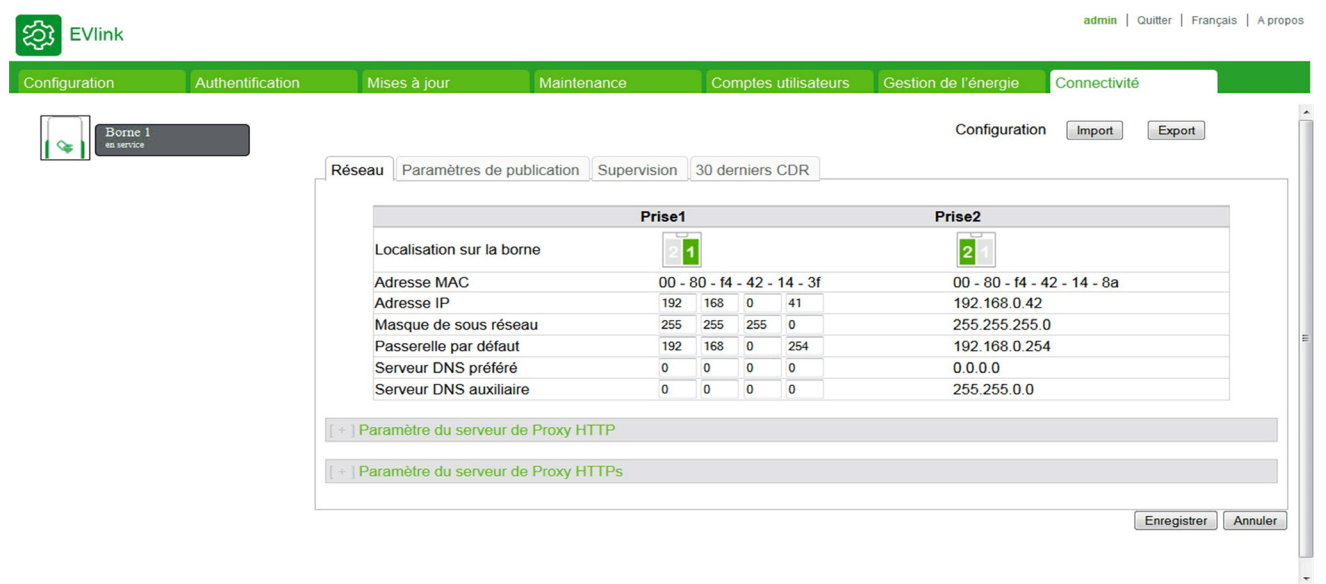 admin | Quitter | Français | A propos
EVlink
Configuration Authentification Mises à jour Maintenance Comptes utilisateurs Gestion de l'énergie Connectivité
Borne 1
en service
Configuration Import Export
Réseau Paramètres de publication Supervision 30 derniers CDR
Prise1 Prise2
Localisation sur la borne 2 1 2 1
Adresse MAC 00 - 80 - f4 - 42 - 14 - 3f 00 - 80 - f4 - 42 - 14 - 8a
Adresse IP 192 168 0 41 192.168.0.42
Masque de sous réseau 255 255 255 0 255.255.255.0
Passerelle par défaut 192 168 0 254 192.168.0.254
Serveur DNS préféré 0 0 0 0 0.0.0.0
Serveur DNS auxiliaire 0 0 0 0 255.255.0.0
[ + ] Paramètre du serveur de Proxy HTTP
[ + ] Paramètre du serveur de Proxy HTTPs
Enregistrer Annuler